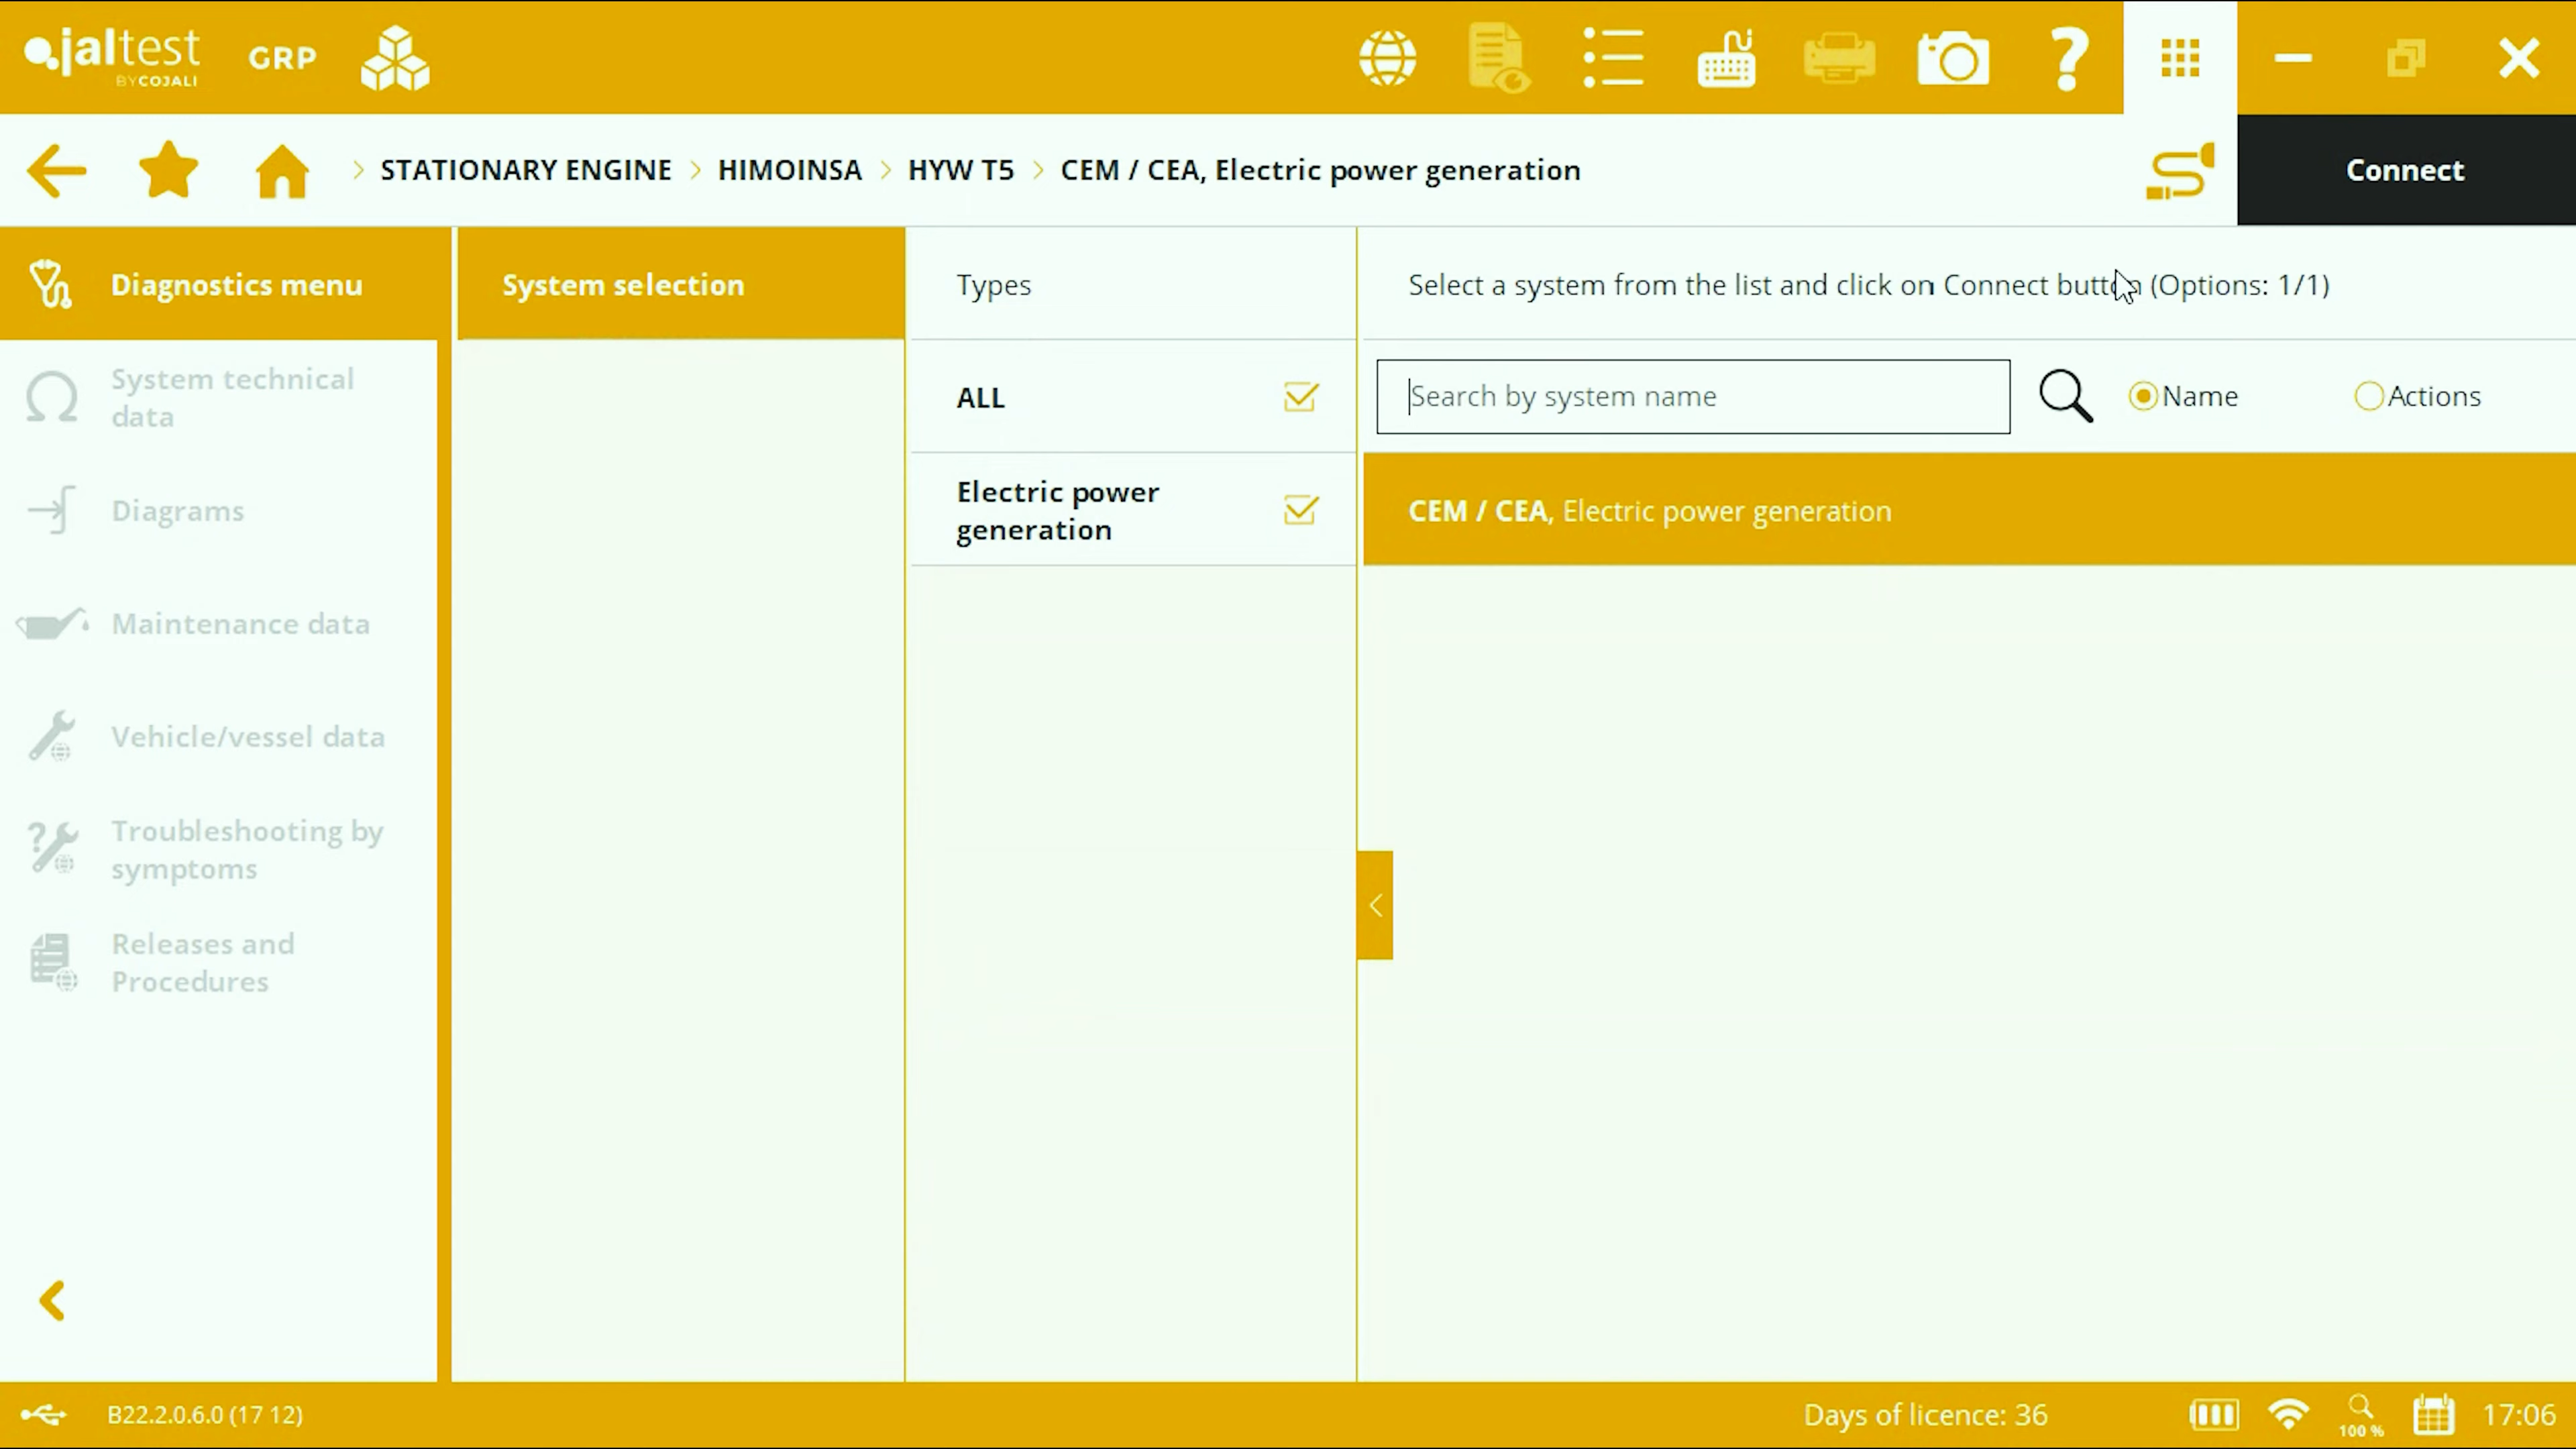 jaltest
BY COJALI
GRP
STATIONARY ENGINE
HIMOINSA
HYW T5
CEM / CEA, Electric power generation
Connect
Diagnostics menu
System selection
Types
Select a system from the list and click on Connect button (Options: 1/1)
System technical
data
ALL
Search by system name
Name
Actions
Diagrams
Electric power
generation
CEM / CEA, Electric power generation
Maintenance data
Vehicle/vessel data
Troubleshooting by
symptoms
Releases and
Procedures
B22.2.0.6.0 (17 12)
Days of licence: 36
100 %
17:06